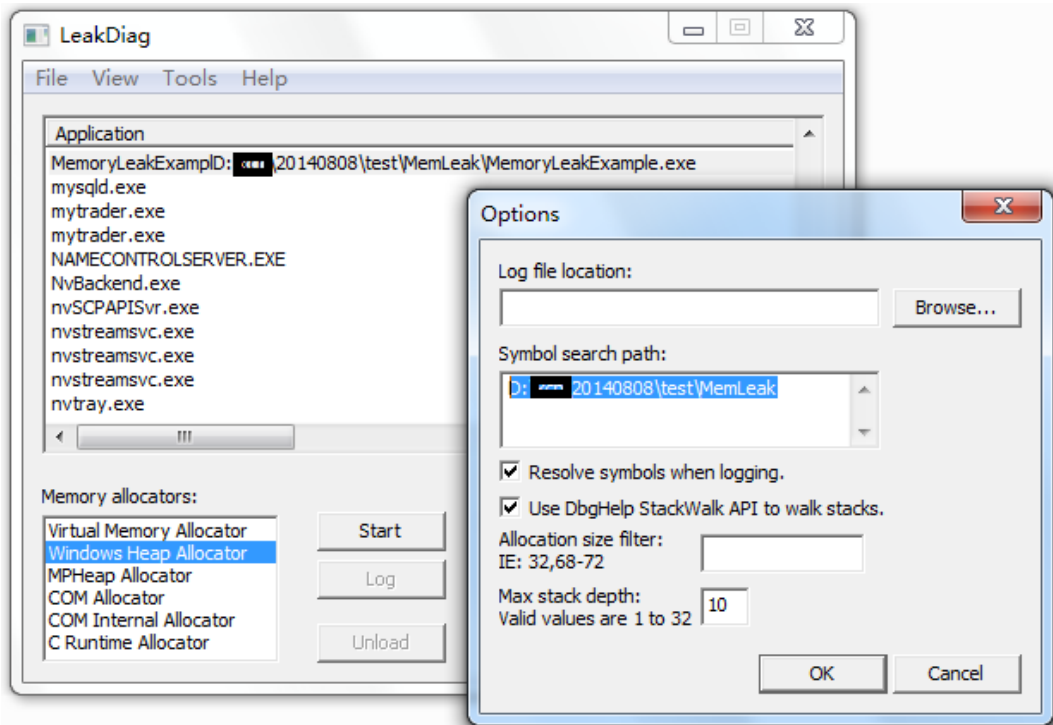 LeakDiag
File View Tools Help
Application
MemoryLeakExamplD: \20140808\test\MemLeak\MemoryLeakExample.exe
mysqld.exe
mytrader.exe
mytrader.exe
NAMECONTROLSERVER.EXE
NvBackend.exe
nvSCPAPISvr.exe
nvstreamsvc.exe
nvstreamsvc.exe
nvstreamsvc.exe
nvtray.exe
Memory allocators:
Virtual Memory Allocator
Windows Heap Allocator
MPHeap Allocator
COM Allocator
COM Internal Allocator
C Runtime Allocator
Start
Log
Unload
Options
Log file location:
Browse...
Symbol search path:
D: 20140808\test\MemLeak
Resolve symbols when logging.
Use DbgHelp StackWalk API to walk stacks.
Allocation size filter:
IE: 32,68-72
Max stack depth:
Valid values are 1 to 32
10
OK
Cancel